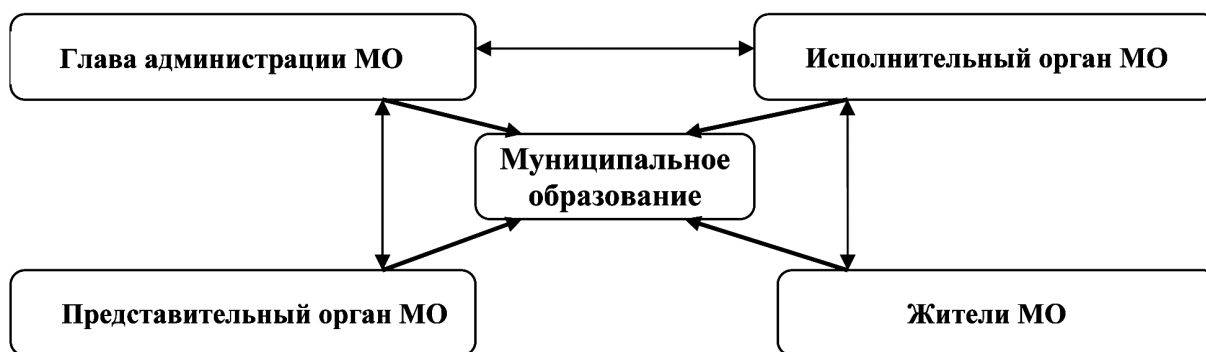 Глава администрации МО
Исполнительный орган МО
Муниципальное
образование
Представительный орган МО
Жители МО